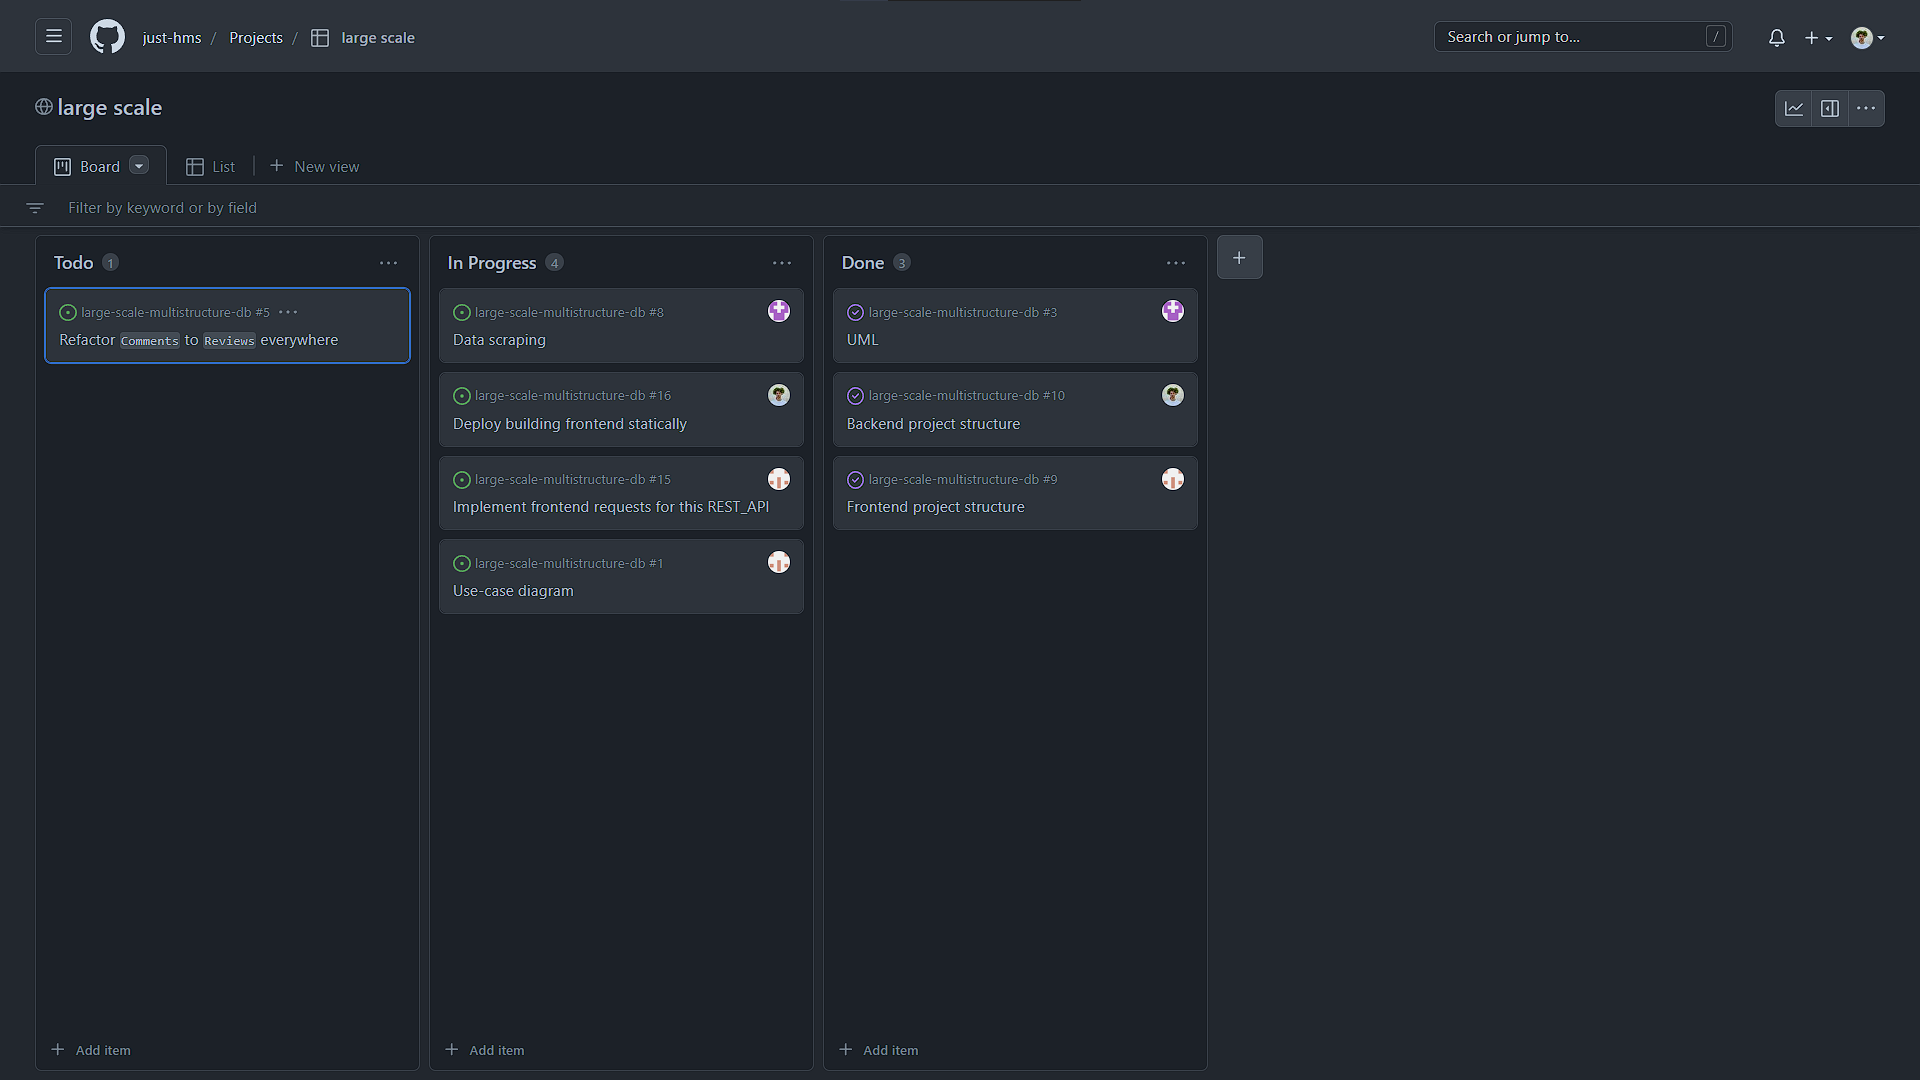 just-hms / Projects / large scale
Search or jump to... /
large scale
Board
List
New view
Filter by keyword or by field
Todo 1
large-scale-multistructure-db #5
Refactor Comments to Reviews everywhere
Add item
In Progress 4
large-scale-multistructure-db #8
Data scraping
large-scale-multistructure-db #16
Deploy building frontend statically
large-scale-multistructure-db #15
Implement frontend requests for this REST_API
large-scale-multistructure-db #1
Use-case diagram
Add item
Done 3
large-scale-multistructure-db #3
UML
large-scale-multistructure-db #10
Backend project structure
large-scale-multistructure-db #9
Frontend project structure
Add item